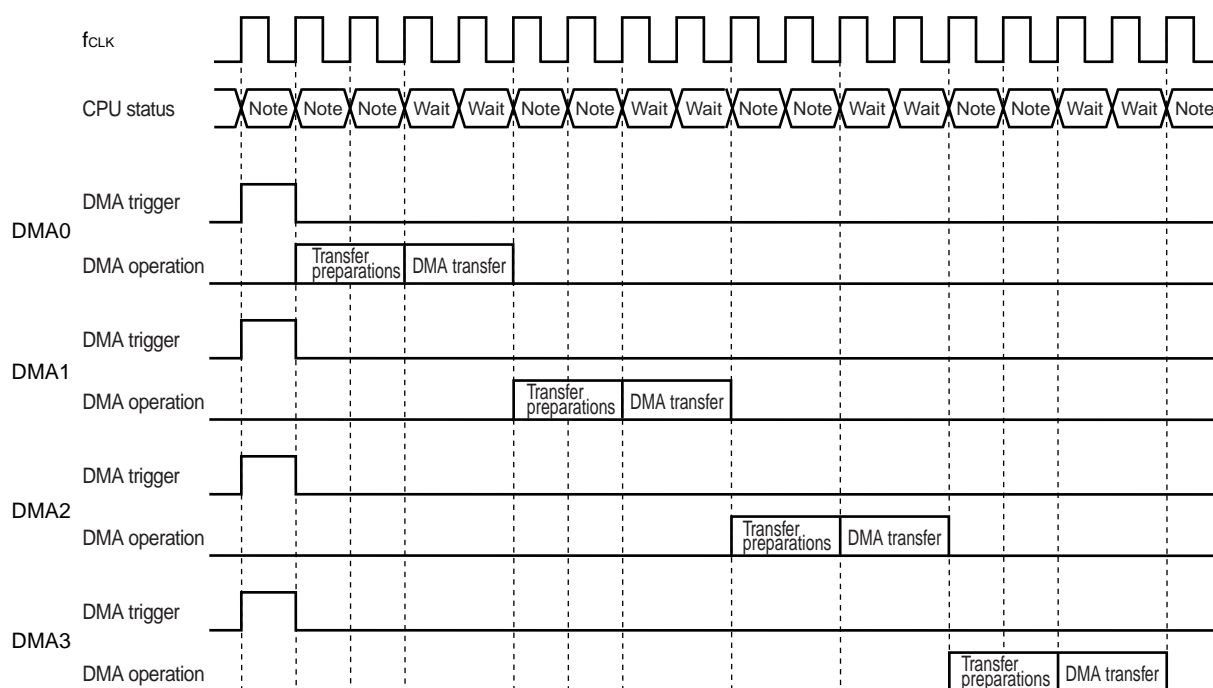 fCLK
CPU status
Note Note Note Wait Wait Note Note Wait Wait Note Note Wait Wait Note Note Wait Wait Note
DMA trigger
DMA0
DMA operation
Transfer
preparations
DMA transfer
DMA trigger
DMA1
DMA operation
Transfer
preparations
DMA transfer
DMA trigger
DMA2
DMA operation
Transfer
preparations
DMA transfer
DMA trigger
DMA3
DMA operation
Transfer
preparations
DMA transfer